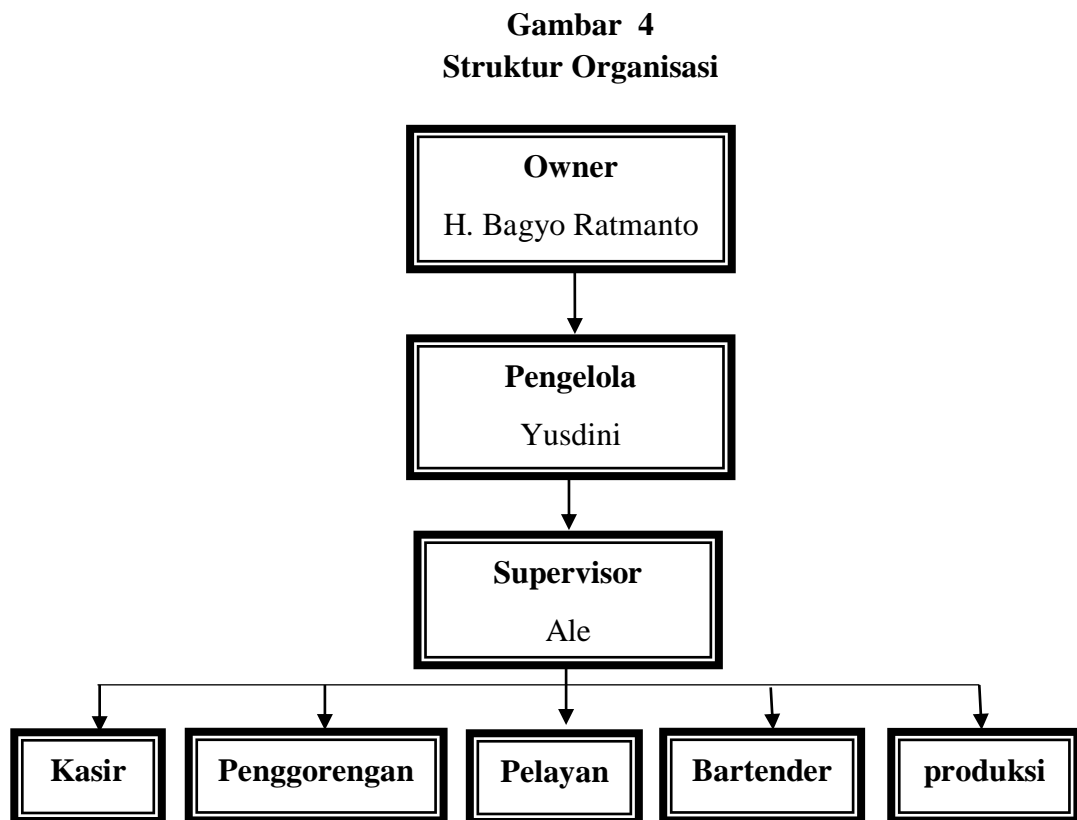 Gambar 4
Struktur Organisasi
Owner
H. Bagyo Ratmanto
Pengelola
Yusdini
Supervisor
Ale
Kasir
Penggorengan
Pelayan
Bartender
produksi